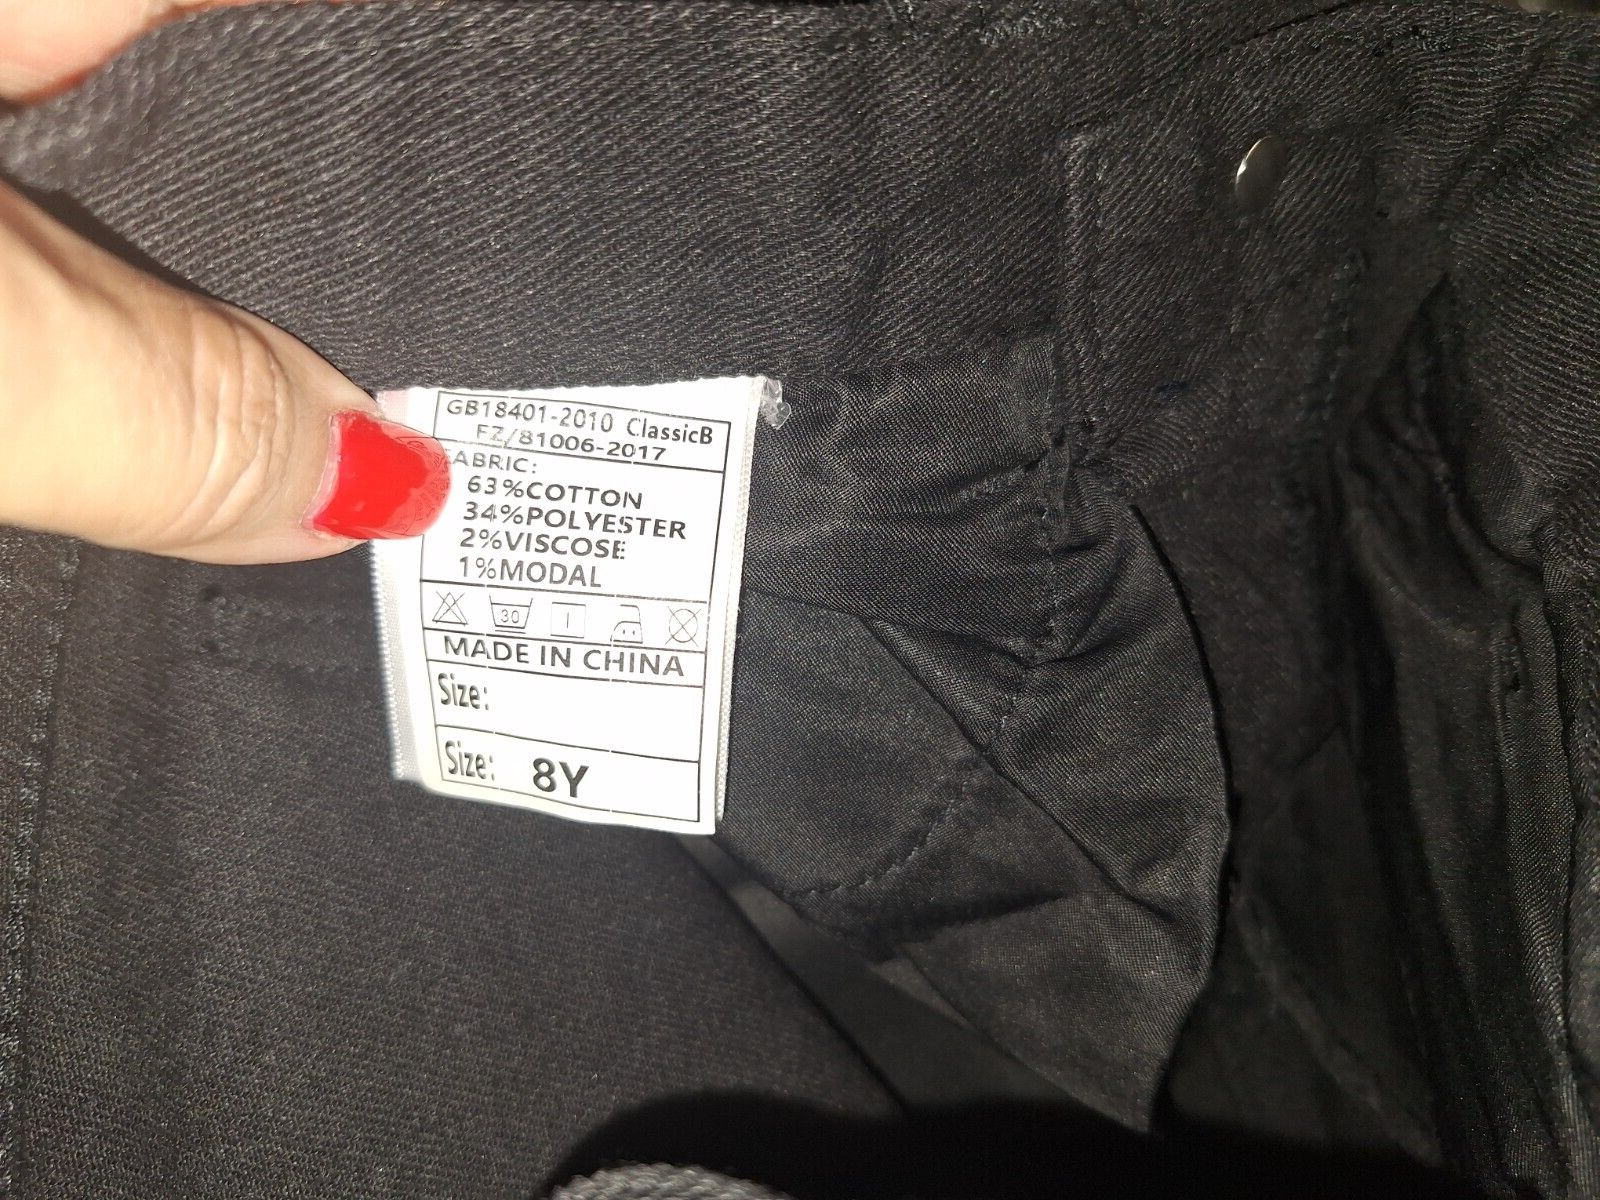 GB18401-2010 ClassicB
FZ/81006-2017
FABRIC:
63%COTTON
34%POLYESTER
2%VISCOSE
1%MODAL
30
MADE IN CHINA
Size:
Size: 8Y